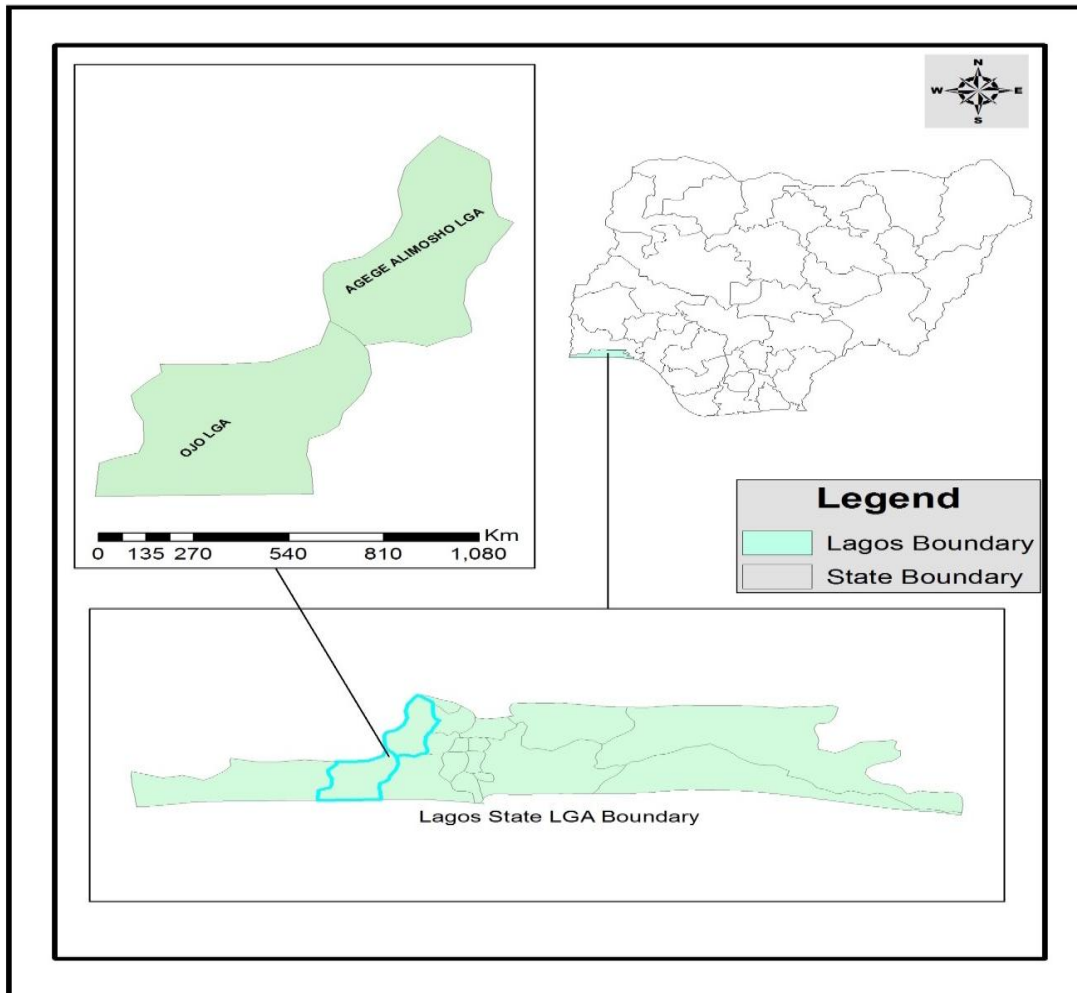 N
W E
S
AGEGE ALIMOSHO LGA
OJO LGA
Km
0 135 270 540 810 1,080
Legend
Lagos Boundary
State Boundary
Lagos State LGA Boundary